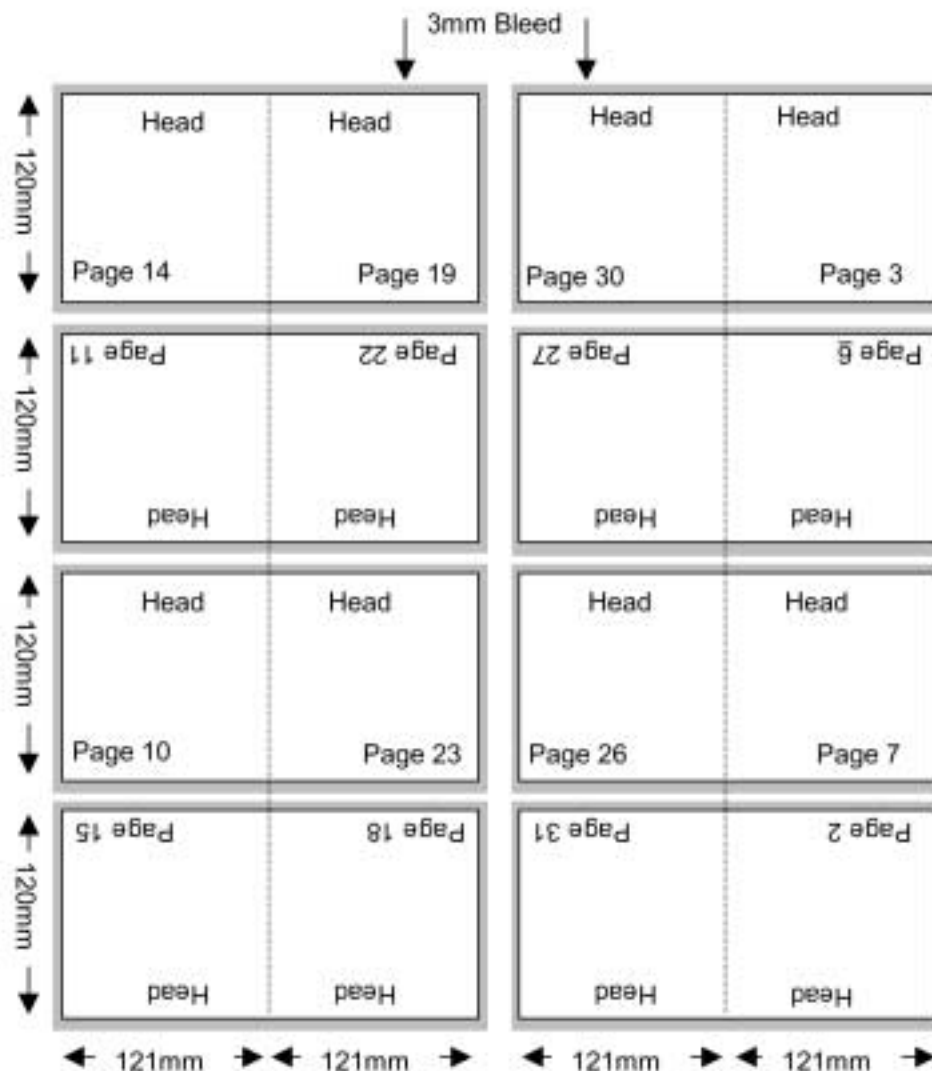 3mm Bleed
Head Head Head Head
120mm
Page 14 Page 19 Page 30 Page 3
Page 11 Page 22 Page 27 Page 6
120mm
Head Head Head Head
Head Head Head Head
120mm
Page 10 Page 23 Page 26 Page 7
Page 15 Page 18 Page 31 Page 2
120mm
Head Head Head Head
121mm 121mm 121mm 121mm